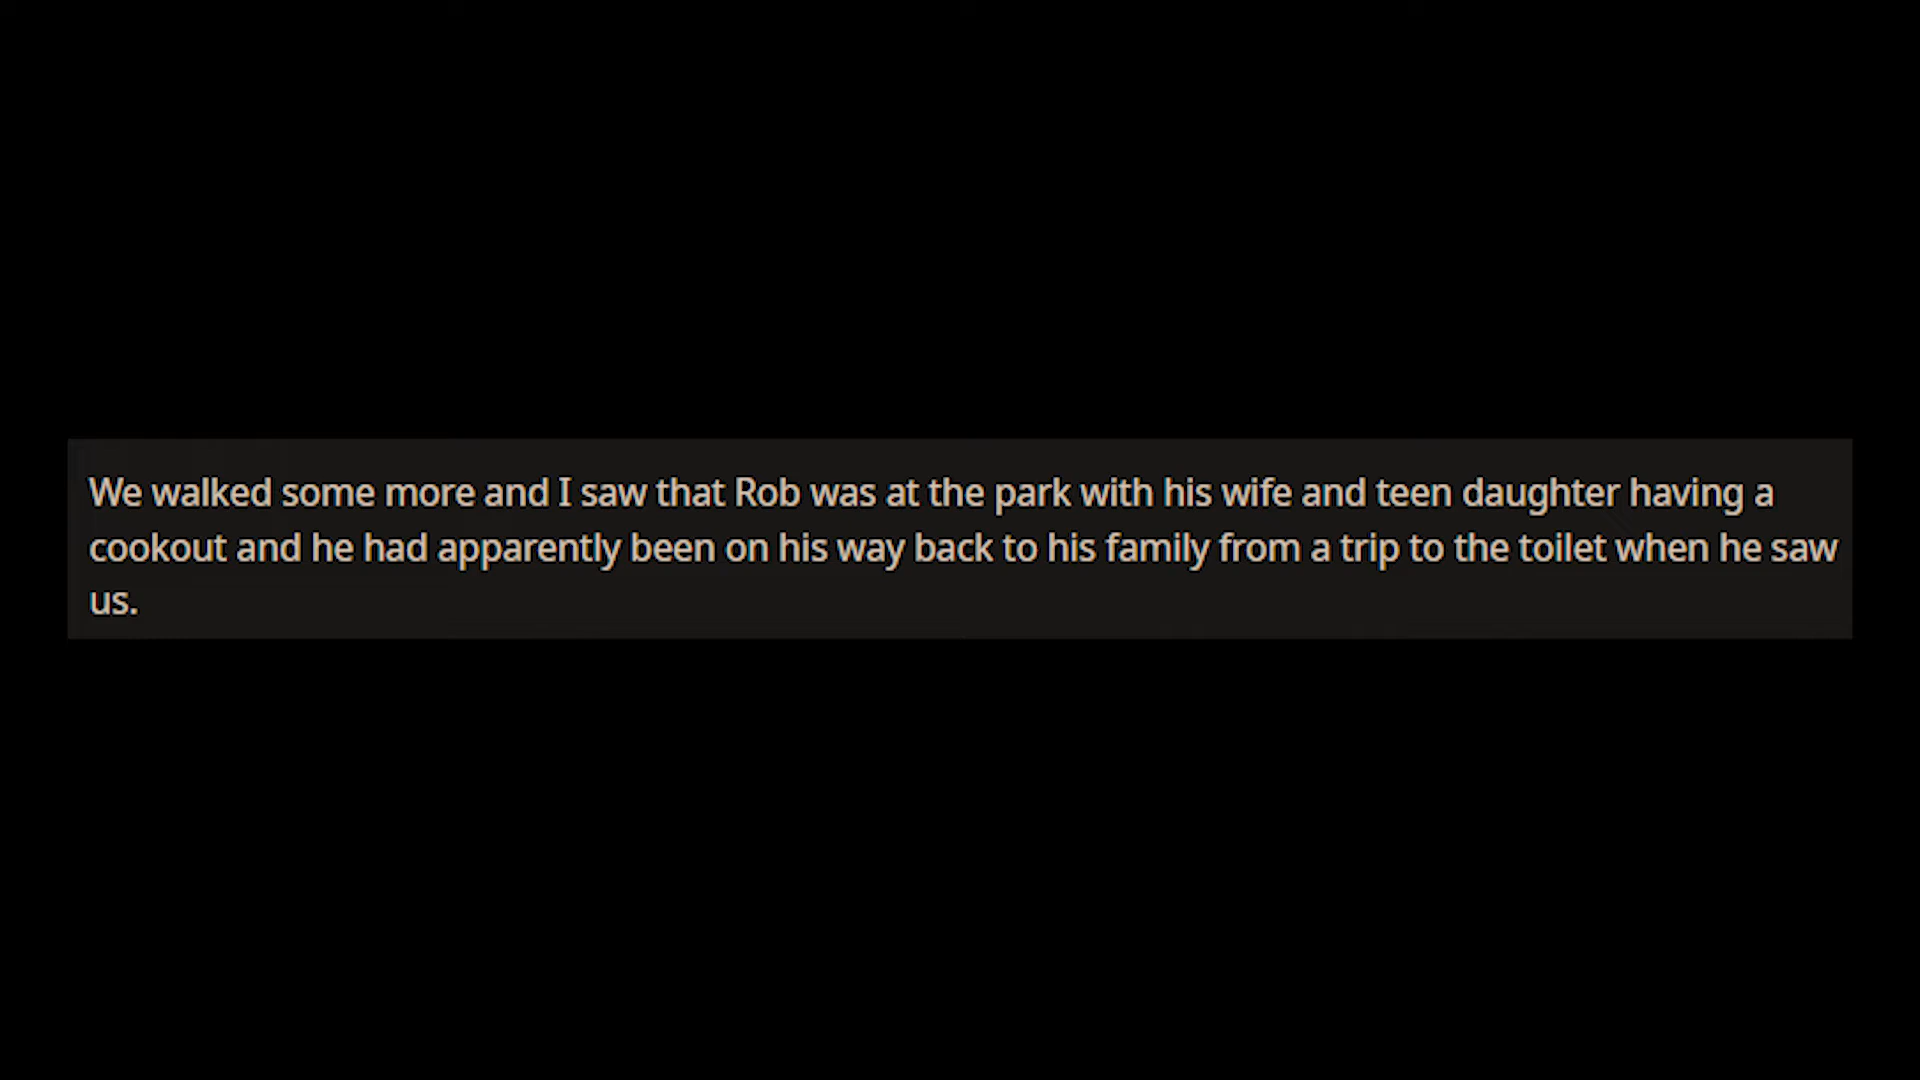 We walked some more and I saw that Rob was at the park with his wife and teen daughter having a
cookout and he had apparently been on his way back to his family from a trip to the toilet when he saw
us.